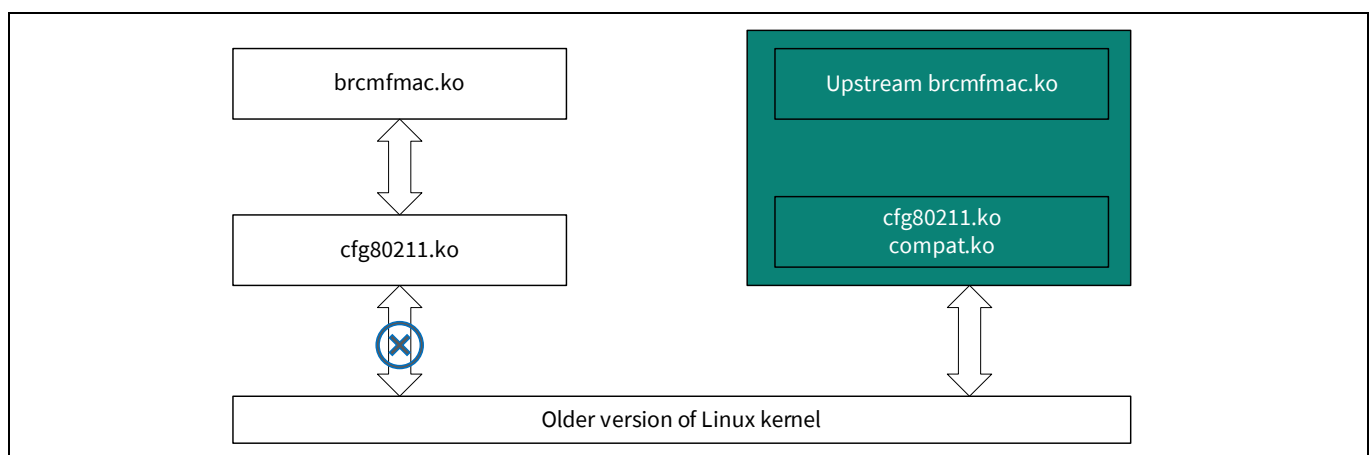 brcmfmac.ko
Upstream brcmfmac.ko
cfg80211.ko
cfg80211.ko
compat.ko
Older version of Linux kernel